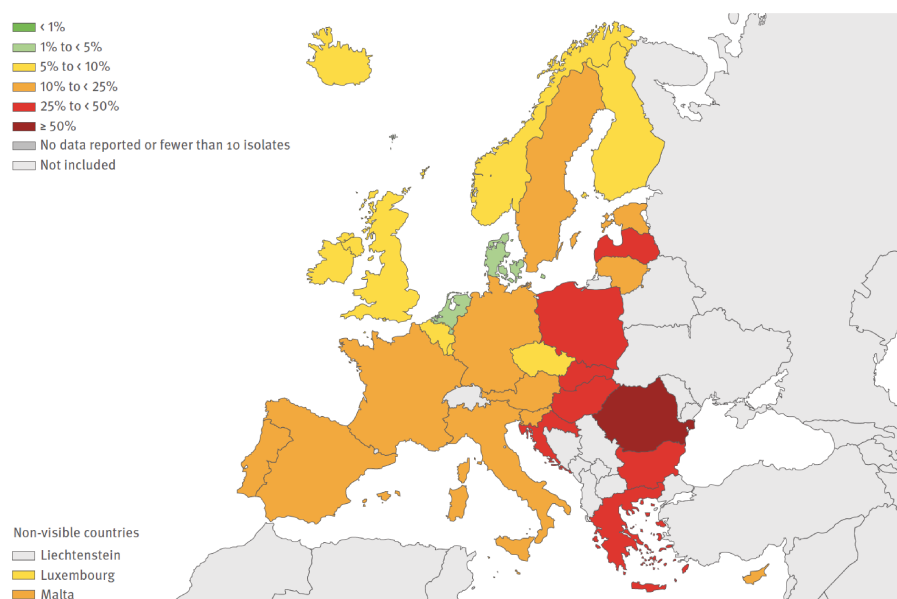 < 1%
1% to < 5%
5% to < 10%
10% to < 25%
25% to < 50%
≥ 50%
No data reported or fewer than 10 isolates
Not included
Non-visible countries
Liechtenstein
Luxembourg
Malta